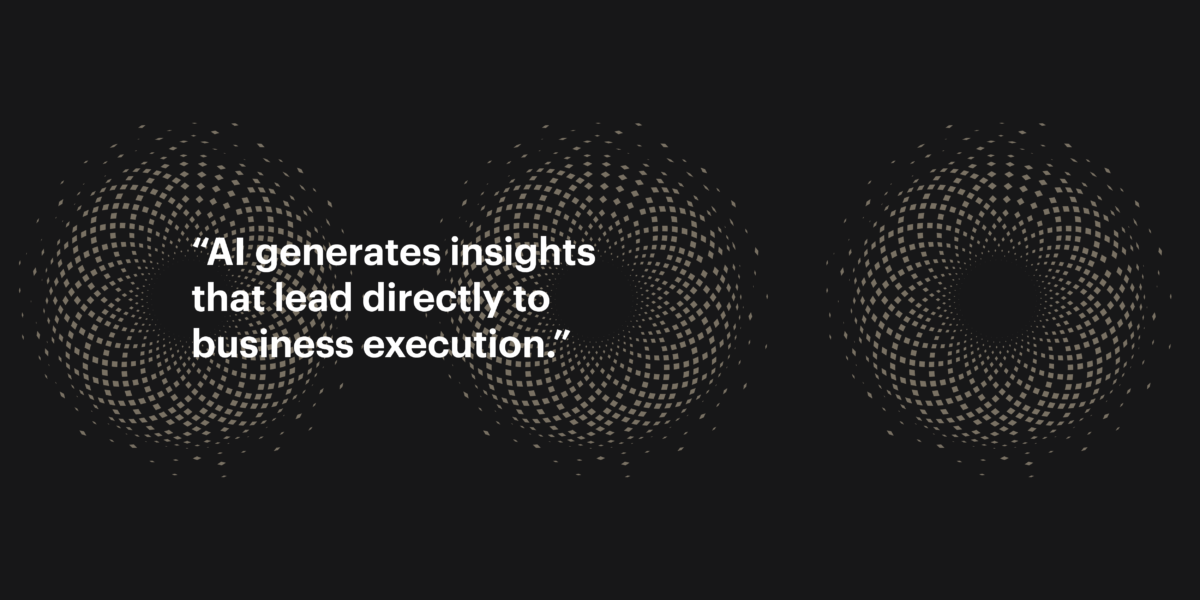 “AI generates insights
that lead directly to
business execution.”